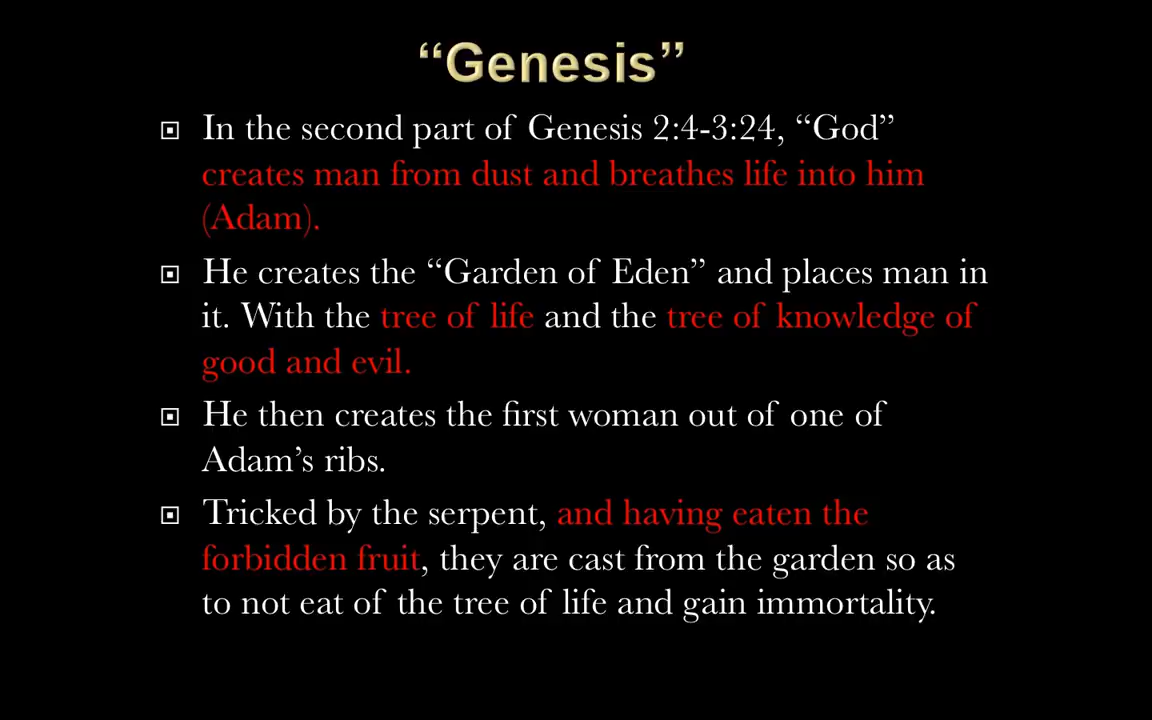 “Genesis”
In the second part of Genesis 2:4-3:24, “God”
creates man from dust and breathes life into him
(Adam).
He creates the “Garden of Eden” and places man in
it. With the tree of life and the tree of knowledge of
good and evil.
He then creates the first woman out of one of
Adam’s ribs.
Tricked by the serpent, and having eaten the
forbidden fruit, they are cast from the garden so as
to not eat of the tree of life and gain immortality.